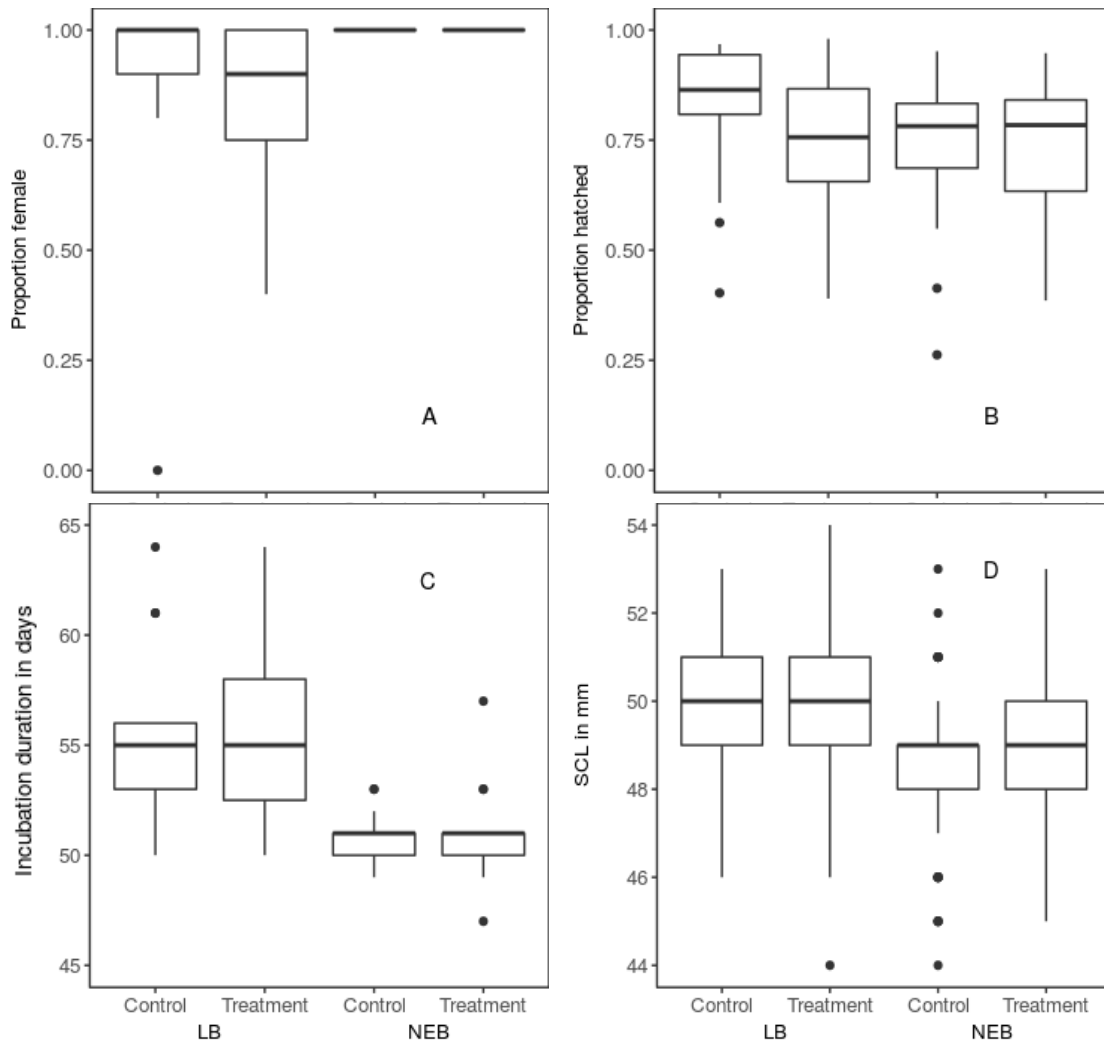 1.00
0.75
0.50
0.25
0.00
Proportion female
A
1.00
0.75
0.50
0.25
0.00
Proportion hatched
B
65
60
55
50
45
Incubation duration in days
C
Control Treatment Control Treatment
LB NEB
54
52
50
48
46
44
SCL in mm
D
Control Treatment Control Treatment
LB NEB